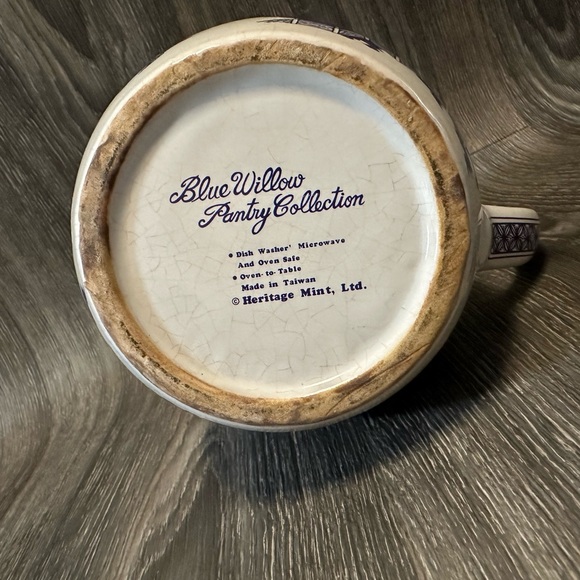 Blue Willow
Pantry Collection
• Dish Washer' Microwave
And Oven Safe
• Oven-to-Table
Made in Taiwan
© Heritage Mint, Ltd.